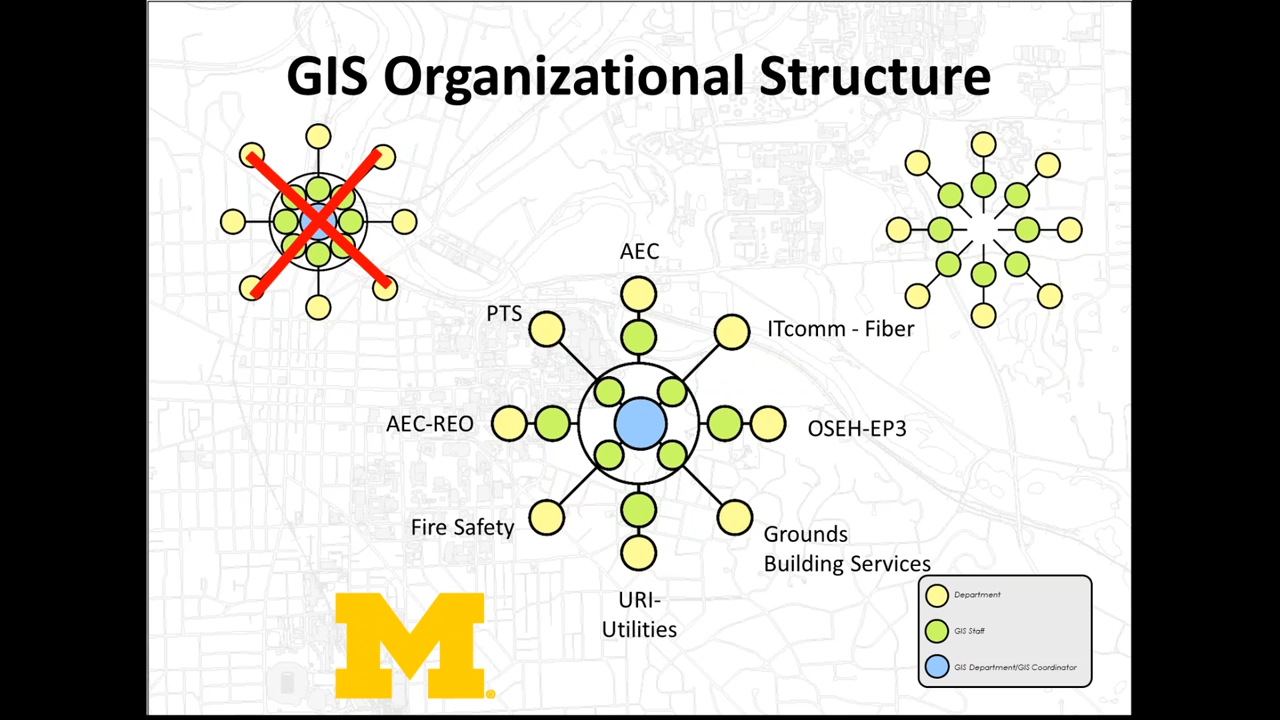 GIS Organizational Structure
AEC
PTS
ITcomm - Fiber
AEC-REO
OSEH-EP3
Fire Safety
Grounds
Building Services
URI-
Utilities
M®
Department
GIS Staff
GIS Department/GIS Coordinator